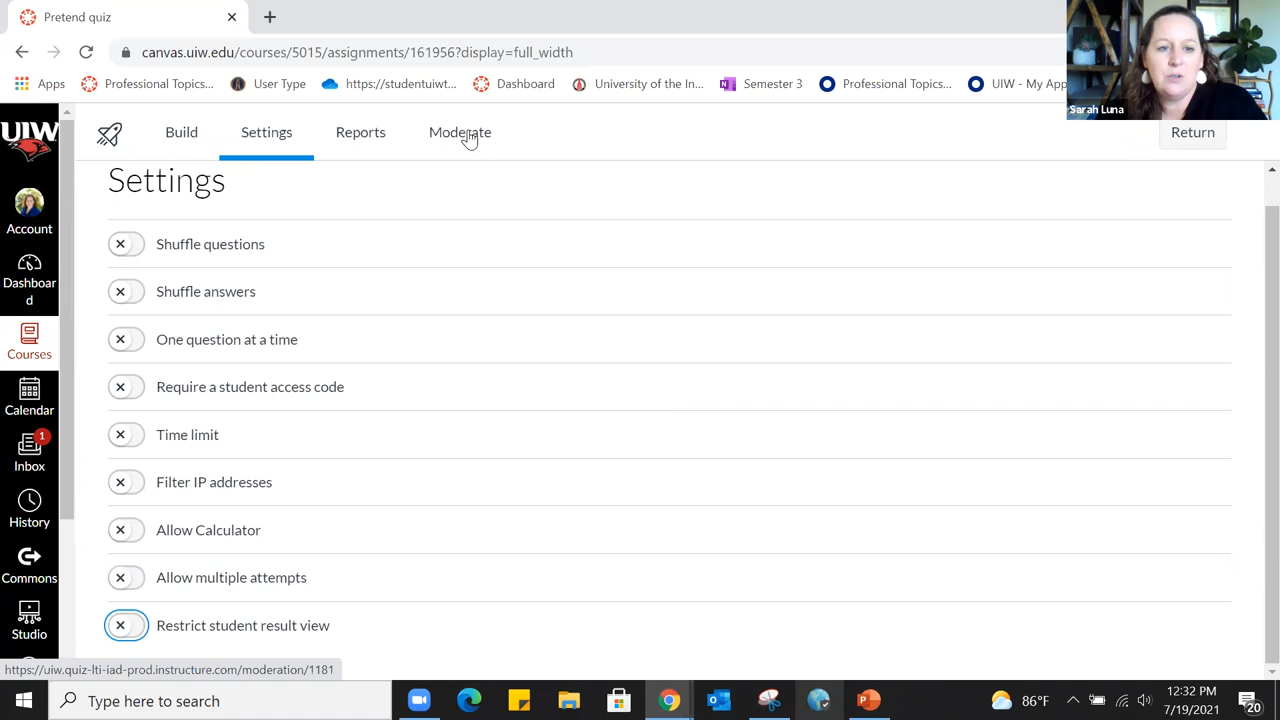 Pretend quiz
canvas.uiw.edu/courses/5015/assignments/161956?display=full_width
Apps Professional Topics... User Type https://studentuiwt... Dashboard University of the In... Semester 3 Professional Topics... UIW - My App
Sarah Luna
UIW
Build Settings Reports Moderate Return
Settings
Account
Dashboar
d
Courses
Calendar
1
Inbox
History
Commons
Studio
Shuffle questions
Shuffle answers
One question at a time
Require a student access code
Time limit
Filter IP addresses
Allow Calculator
Allow multiple attempts
Restrict student result view
https://uiw.quiz-lti-iad-prod.instructure.com/moderation/1181
Type here to search
86°F
12:32 PM
7/19/2021
20